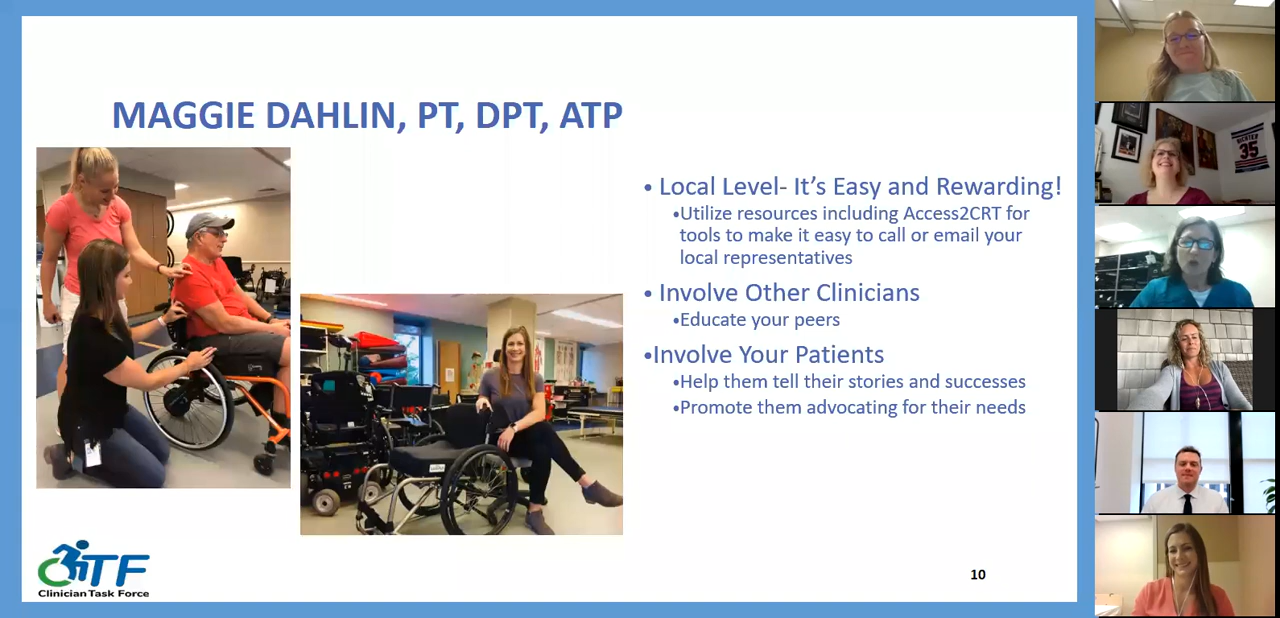 MAGGIE DAHLIN, PT, DPT, ATP
• Local Level- It's Easy and Rewarding!
•Utilize resources including Access2CRT for
tools to make it easy to call or email your
local representatives
• Involve Other Clinicians
•Educate your peers
•Involve Your Patients
•Help them tell their stories and successes
•Promote them advocating for their needs
CTF
Clinician Task Force
10
35